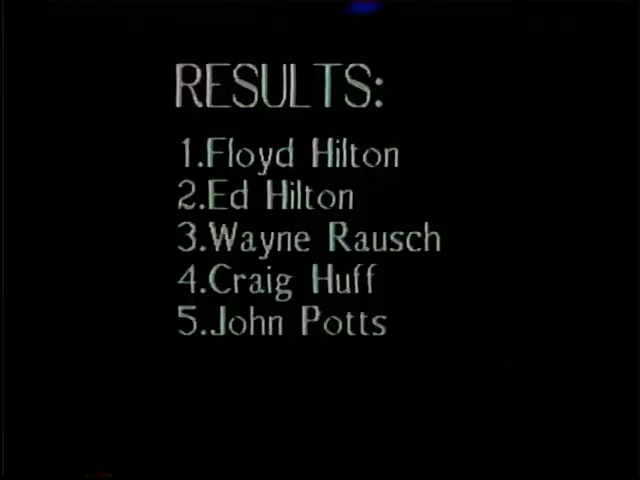 RESULTS:
1.Floyd Hilton
2.Ed Hilton
3.Wayne Rausch
4.Craig Huff
5.John Potts